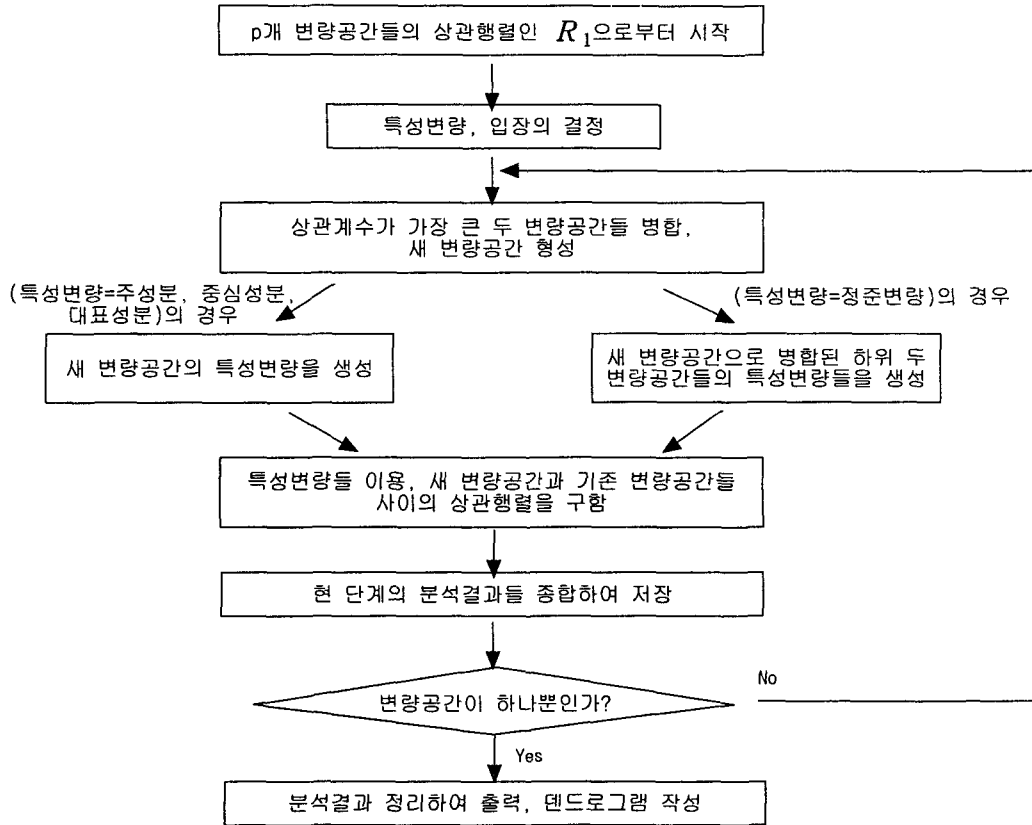 p개 변량공간들의 상관행렬인 R₁으로부터 시작
특성변량, 입장의 결정
상관계수가 가장 큰 두 변량공간들 병합,
새 변량공간 형성
(특성변량=주성분, 중심성분,
대표성분)의 경우
(특성변량=정준변량)의 경우
새 변량공간의 특성변량을 생성
새 변량공간으로 병합된 하위 두
변량공간들의 특성변량들을 생성
특성변량들 이용, 새 변량공간과 기존 변량공간들
사이의 상관행렬을 구함
현 단계의 분석결과들 종합하여 저장
변량공간이 하나뿐인가?
No
Yes
분석결과 정리하여 출력, 덴드로그램 작성